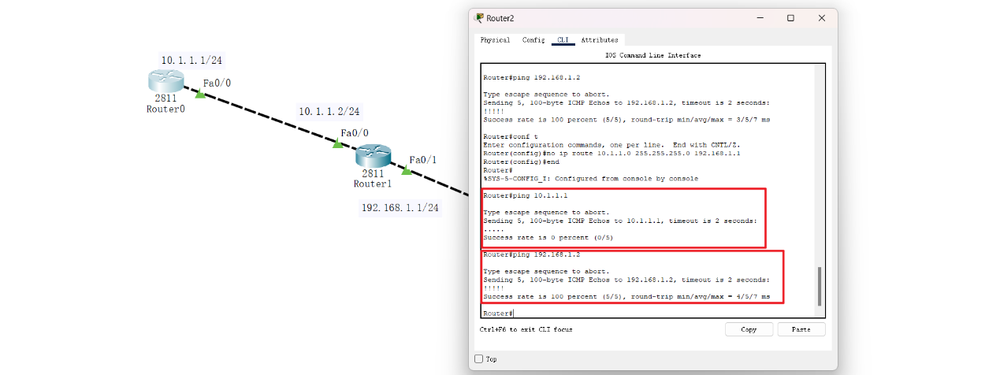 10.1.1.1/24
Fa0/0
2811
Router0
10.1.1.2/24
Fa0/0
Fa0/1
2811
Router1
192.168.1.1/24
Router2
Physical Config CLI Attributes
IOS Command Line Interface
Router#ping 192.168.1.2
Type escape sequence to abort.
Sending 5, 100-byte ICMP Echos to 192.168.1.2, timeout is 2 seconds:
!!!!!
Success rate is 100 percent (5/5), round-trip min/avg/max = 3/5/7 ms
Router#conf t
Enter configuration commands, one per line. End with CNTL/Z.
Router(config)#no ip route 10.1.1.0 255.255.255.0 192.168.1.1
Router(config)#end
Router#
%SYS-5-CONFIG_I: Configured from console by console
Router#ping 10.1.1.1
Type escape sequence to abort.
Sending 5, 100-byte ICMP Echos to 10.1.1.1, timeout is 2 seconds:
.....
Success rate is 0 percent (0/5)
Router#ping 192.168.1.2
Type escape sequence to abort.
Sending 5, 100-byte ICMP Echos to 192.168.1.2, timeout is 2 seconds:
!!!!!
Success rate is 100 percent (5/5), round-trip min/avg/max = 4/5/7 ms
Router#
Ctrl+F6 to exit CLI focus
Copy
Paste
Top